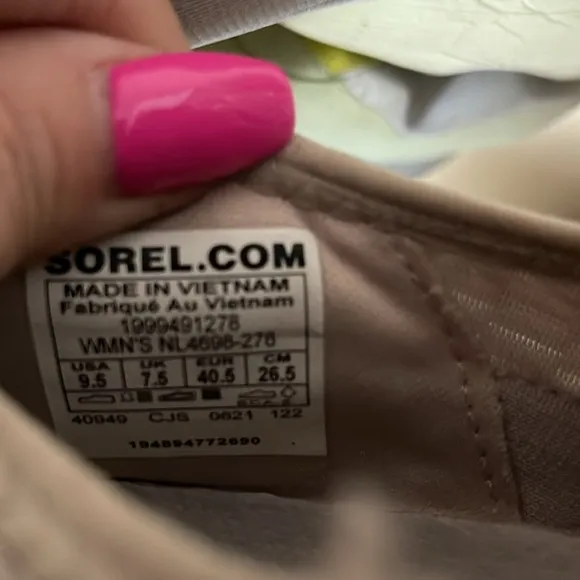 SOREL.COM
MADE IN VIETNAM
Fabriqué Au Vietnam
1999491278
WMN'S NL4698-278
USA UK EUR CM
9.5 7.5 40.5 26.5
40949 CJS 0621 122
194894772690